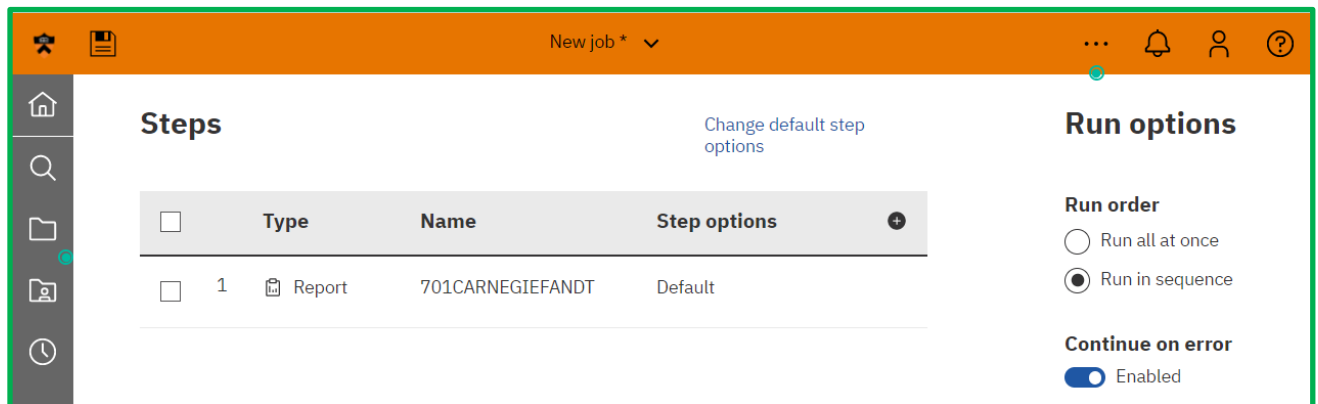 New job *
Steps
Change default step
options
Type Name Step options
1 Report 701CARNEGIEFANDT Default
Run options
Run order
Run all at once
Run in sequence
Continue on error
Enabled